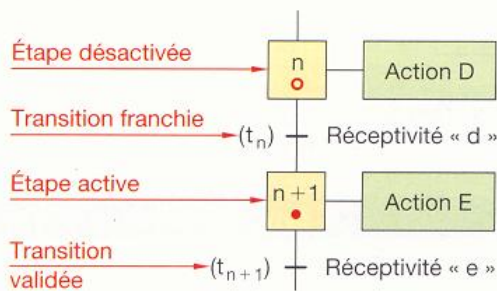 Étape désactivée
n
Action D
Transition franchie
(tn)
Réceptivité « d »
Étape active
n+1
Action E
Transition
validée
(tn+1)
Réceptivité « e »